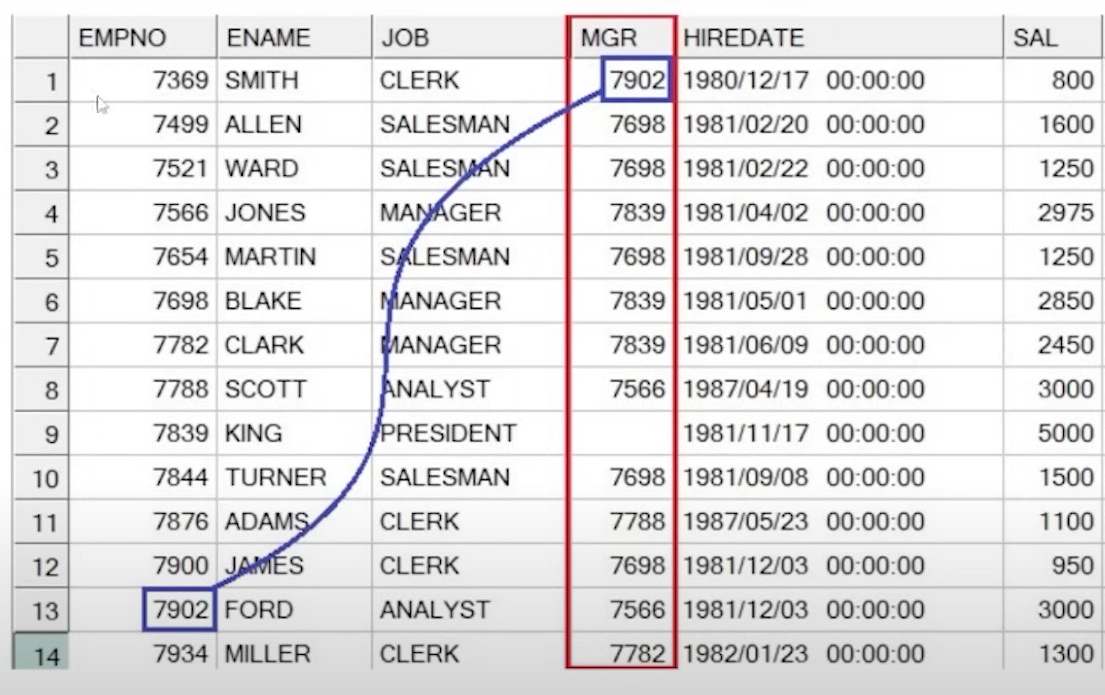 EMPNO ENAME JOB MGR HIREDATE SAL
1 7369 SMITH CLERK 7902 1980/12/17 00:00:00 800
2 7499 ALLEN SALESMAN 7698 1981/02/20 00:00:00 1600
3 7521 WARD SALESMAN 7698 1981/02/22 00:00:00 1250
4 7566 JONES MANAGER 7839 1981/04/02 00:00:00 2975
5 7654 MARTIN SALESMAN 7698 1981/09/28 00:00:00 1250
6 7698 BLAKE MANAGER 7839 1981/05/01 00:00:00 2850
7 7782 CLARK MANAGER 7839 1981/06/09 00:00:00 2450
8 7788 SCOTT ANALYST 7566 1987/04/19 00:00:00 3000
9 7839 KING PRESIDENT 1981/11/17 00:00:00 5000
10 7844 TURNER SALESMAN 7698 1981/09/08 00:00:00 1500
11 7876 ADAMS CLERK 7788 1987/05/23 00:00:00 1100
12 7900 JAMES CLERK 7698 1981/12/03 00:00:00 950
13 7902 FORD ANALYST 7566 1981/12/03 00:00:00 3000
14 7934 MILLER CLERK 7782 1982/01/23 00:00:00 1300